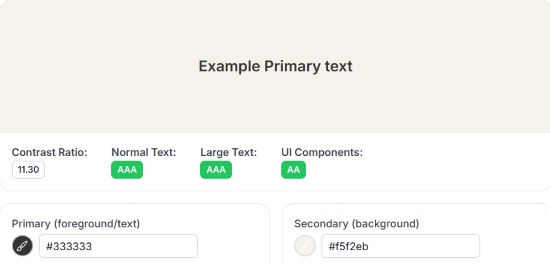 Example Primary text
Contrast Ratio: Normal Text: Large Text: UI Components:
11.30 AAA AAA AA
Primary (foreground/text) Secondary (background)
#333333 #f5f2eb